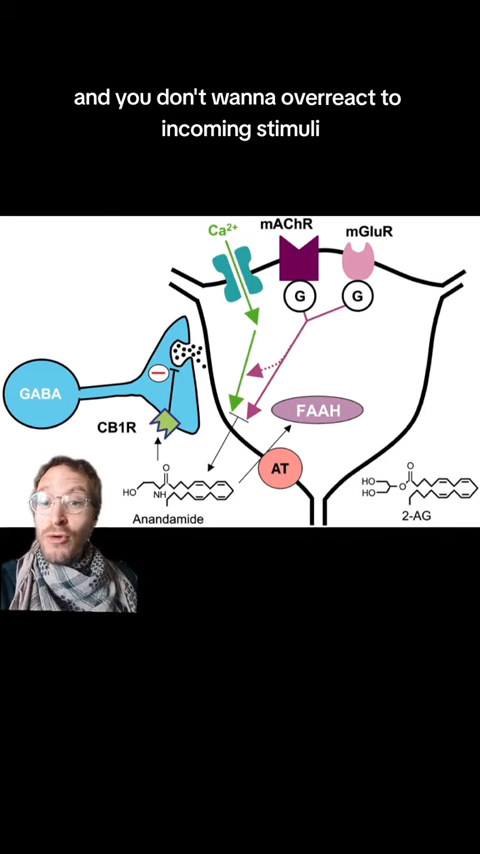 and you don't wanna overreact to
incoming stimuli
Ca²⁺
mAChR
mGluR
G
G
GABA
CB1R
FAAH
AT
O
HO
NH
Anandamide
O
HO
HO
O
2-AG